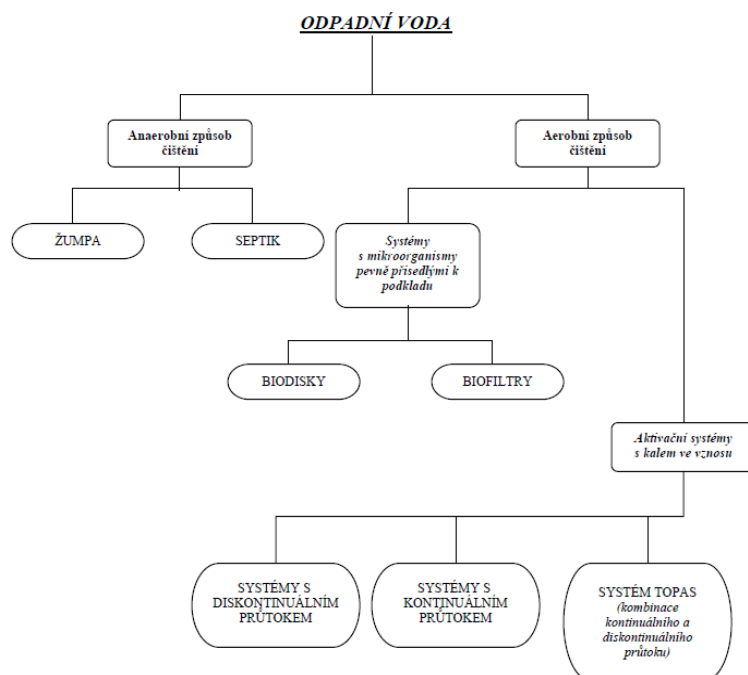 ODPADNÍ VODA
Anaerobní způsob
čištění
Aerobní způsob
čištění
ŽUMPA
SEPTIK
Systémy
s mikroorganismy
pevně přisedlými k
podkladu
BIODISKY
BIOFILTRY
Aktivační systémy
s kalem ve vznosu
SYSTÉMY S
DISKONTINUÁLNÍM
PRŮTOKEM
SYSTÉMY S
KONTINUÁLNÍM
PRŮTOKEM
SYSTÉM TOPAS
(kombinace
kontinuálního a
diskontinuálního
průtoku)